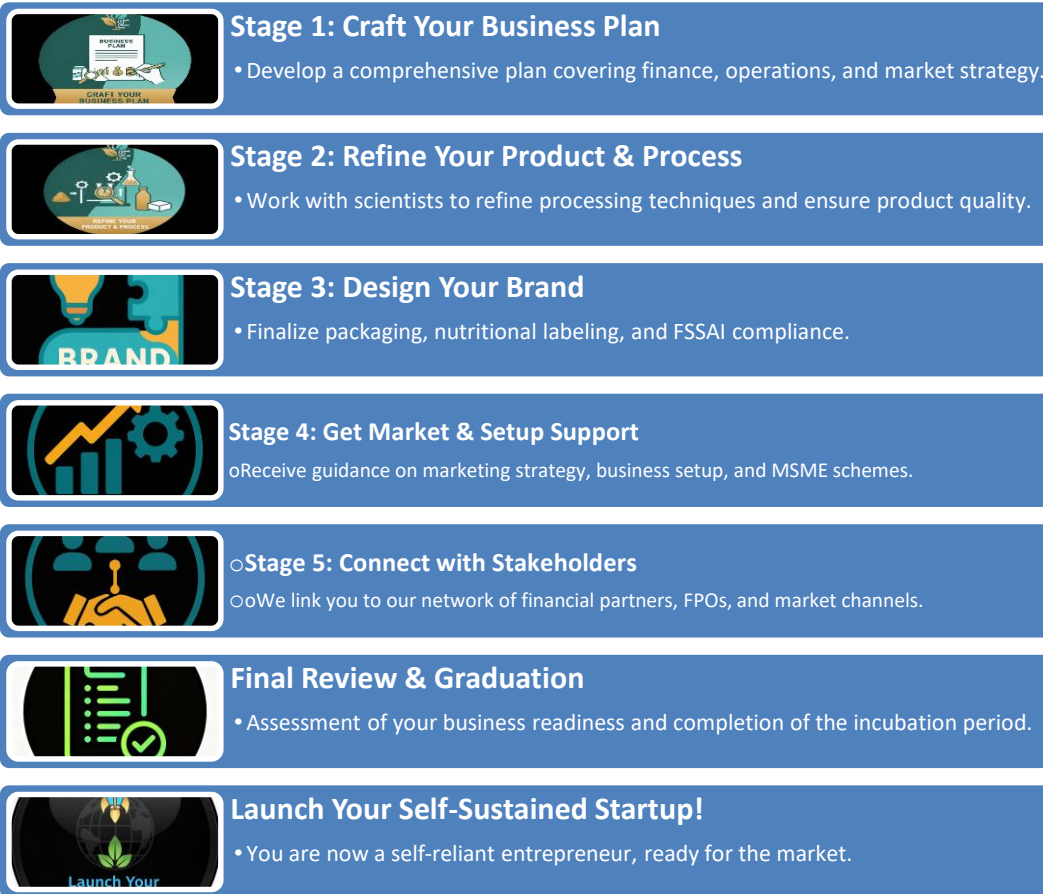 BUSINESS
PLAN
CRAFT YOUR
BUSINESS PLAN
Stage 1: Craft Your Business Plan
• Develop a comprehensive plan covering finance, operations, and market strategy.
REFINE YOUR
PRODUCT & PROCESS
Stage 2: Refine Your Product & Process
• Work with scientists to refine processing techniques and ensure product quality.
BRAND
Stage 3: Design Your Brand
• Finalize packaging, nutritional labeling, and FSSAI compliance.
Stage 4: Get Market & Setup Support
oReceive guidance on marketing strategy, business setup, and MSME schemes.
oStage 5: Connect with Stakeholders
ooWe link you to our network of financial partners, FPOs, and market channels.
Final Review & Graduation
• Assessment of your business readiness and completion of the incubation period.
Launch Your
Launch Your Self-Sustained Startup!
• You are now a self-reliant entrepreneur, ready for the market.